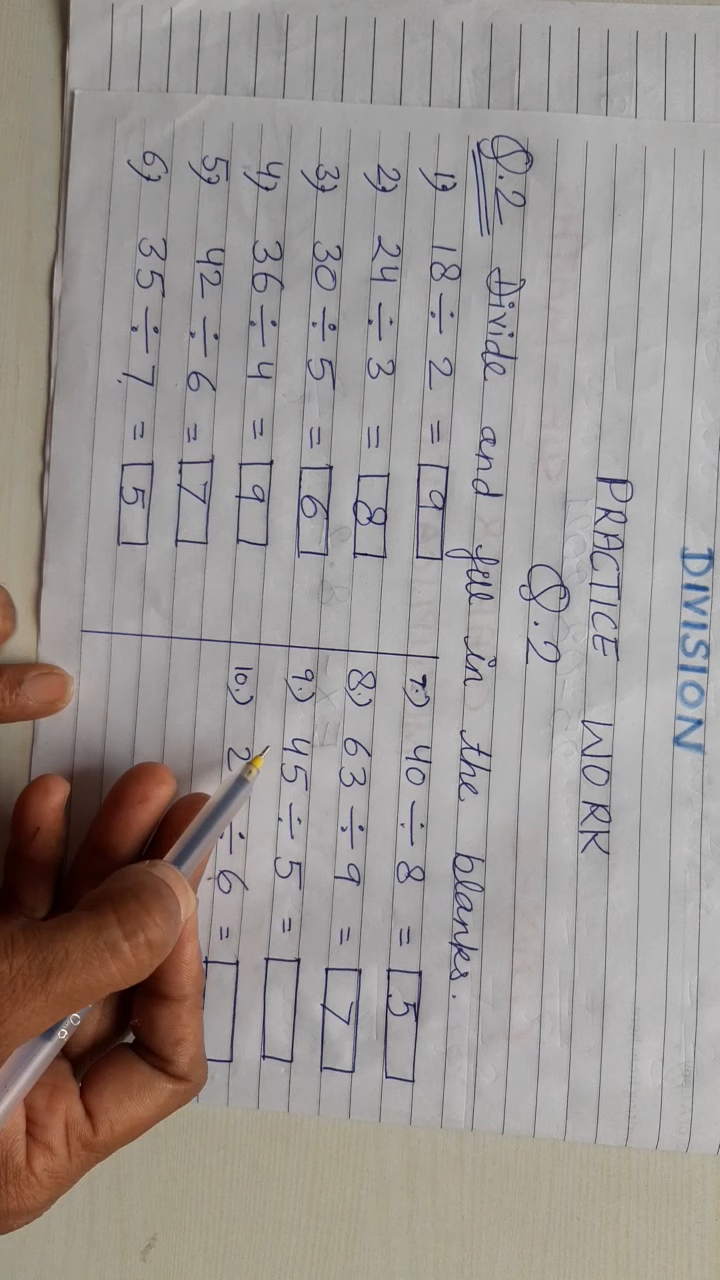 DIVISION
PRACTICE WORK
Q.2
Q.2 Divide and fill in the blanks.
1) 18 ÷ 2 = 9
2) 24 ÷ 3 = 8
3) 30 ÷ 5 = 6
4) 36 ÷ 4 = 9
5) 42 ÷ 6 = 7
6) 35 ÷ 7 = 5
7.) 40 ÷ 8 = 5
8.) 63 ÷ 9 = 7
9.) 45 ÷ 5 =
10.) 2 ÷ 6 =